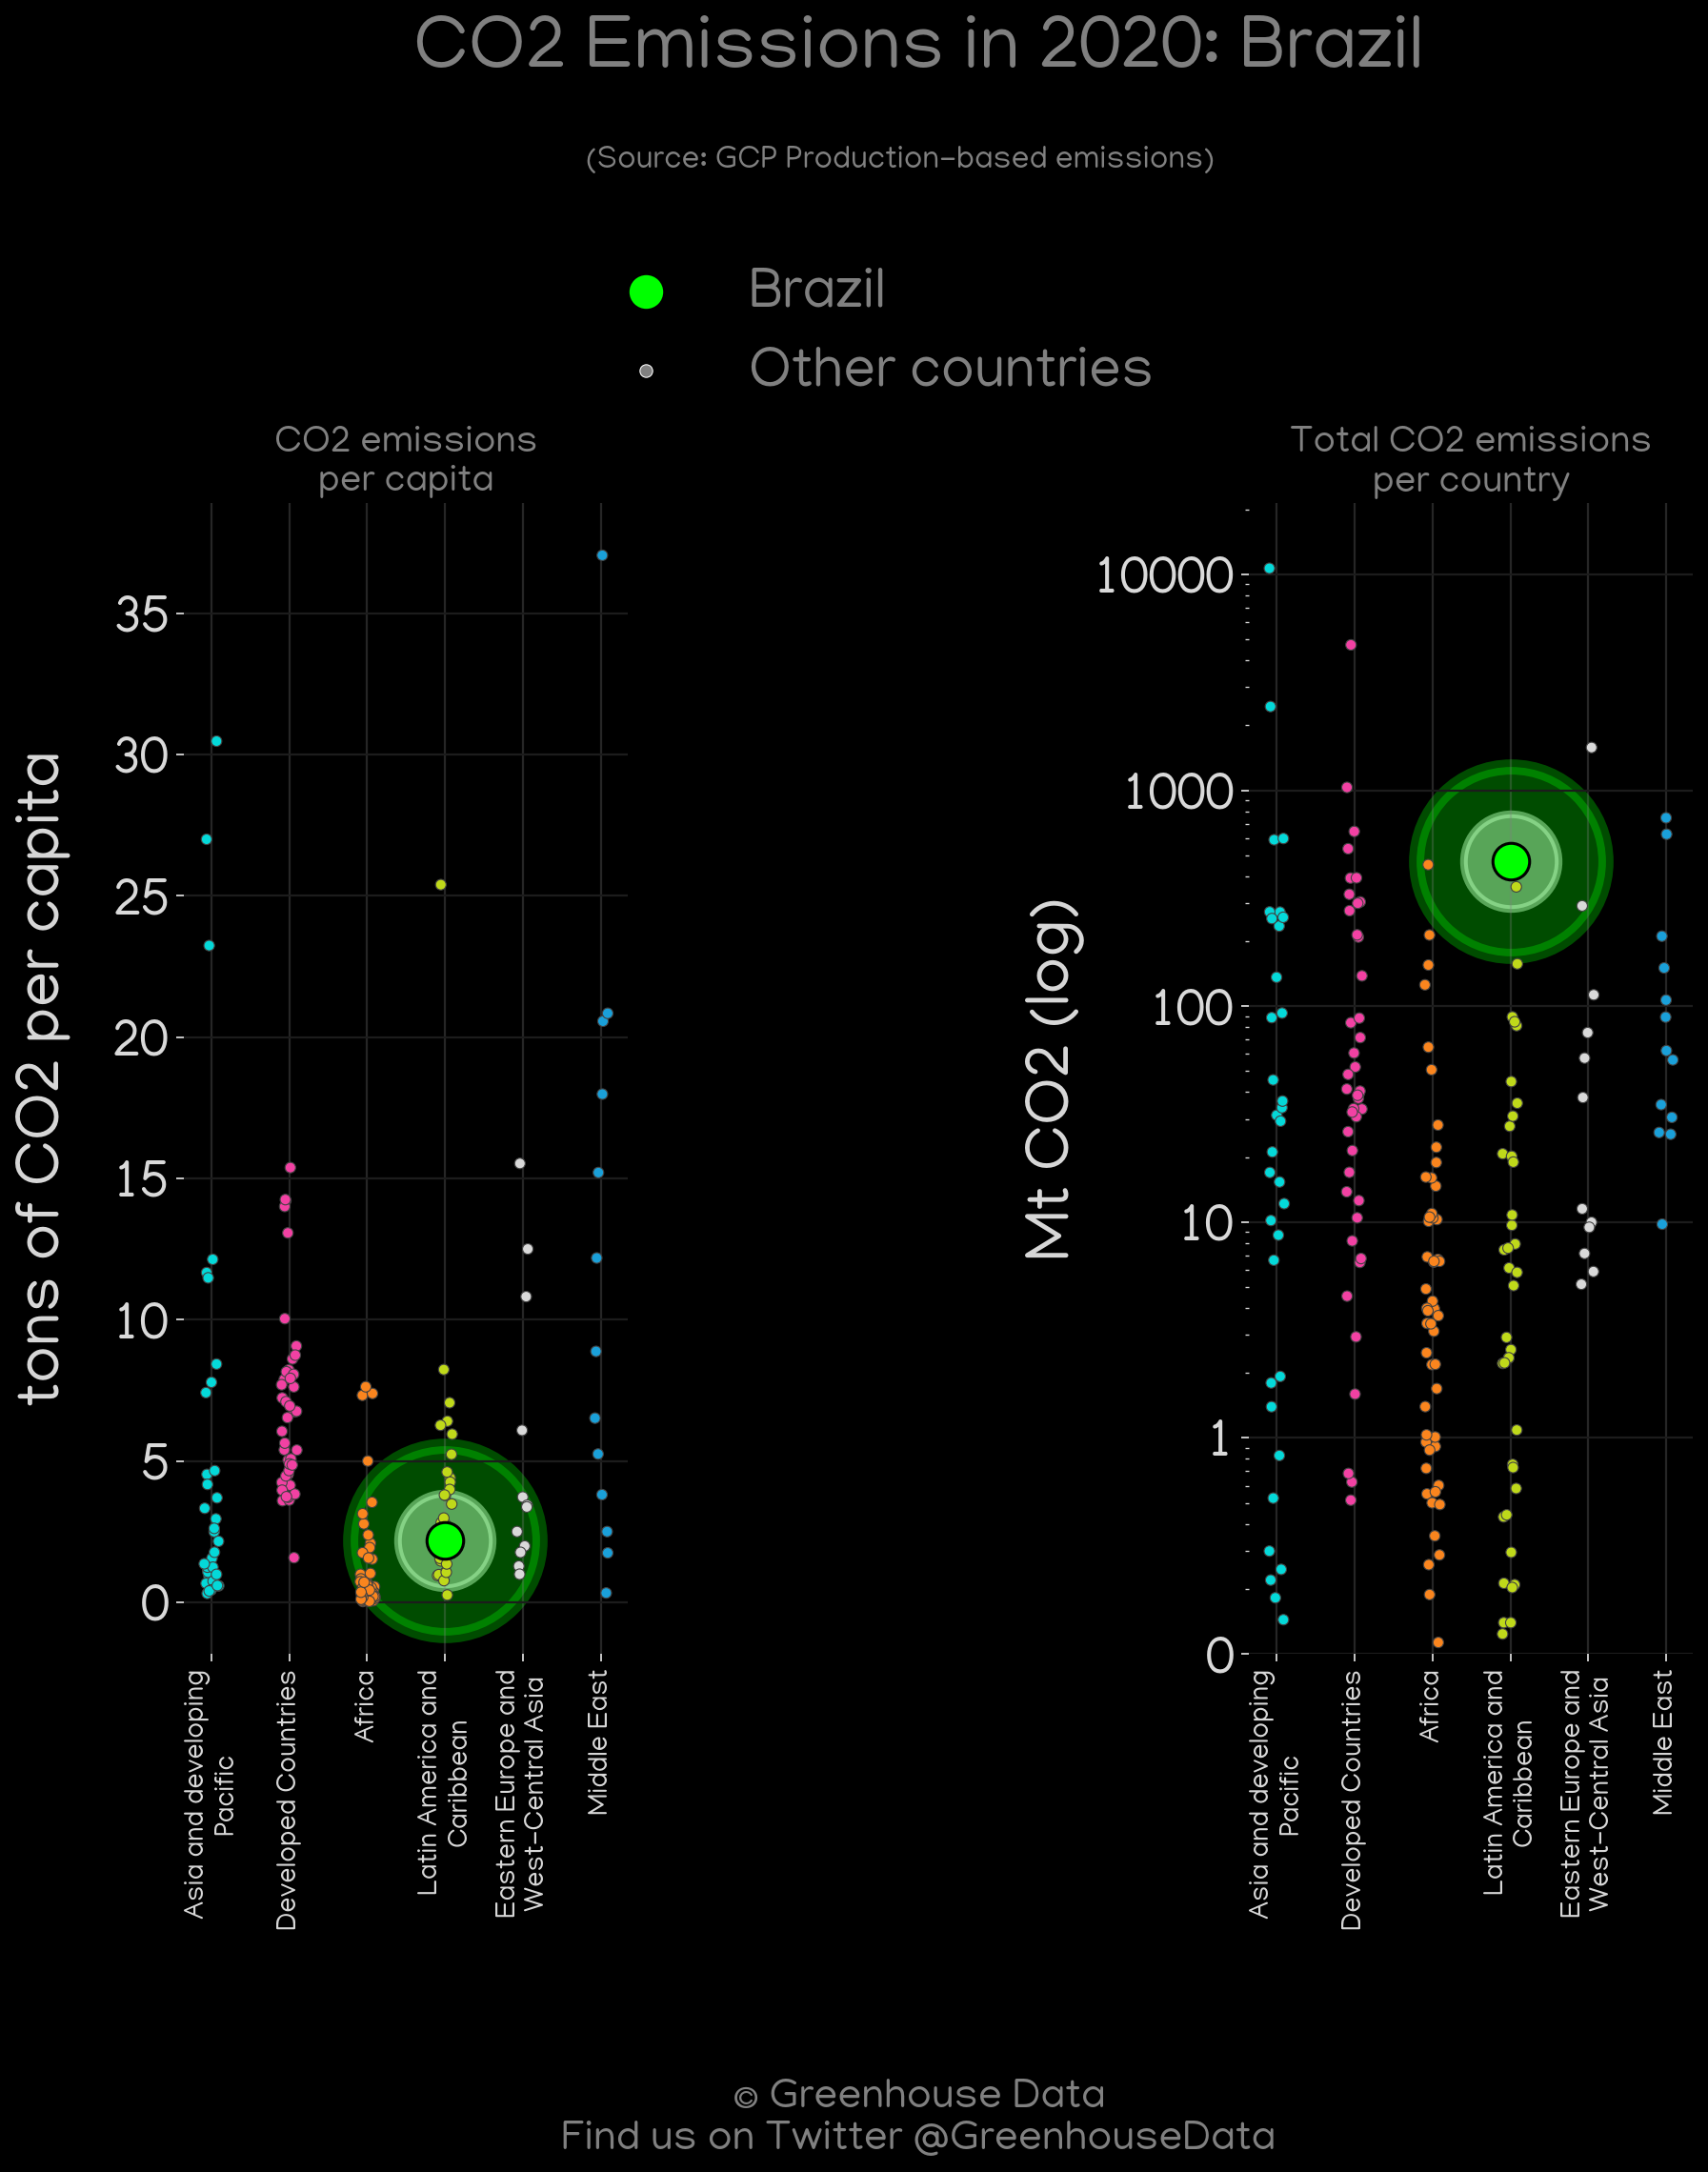 CO2 Emissions in 2020: Brazil
(Source: GCP Production-based emissions)
Brazil
Other countries
CO2 emissions
per capita
tons of CO2 per capita
35
30
25
20
15
10
5
0
Asia and developing
Pacific
Developed Countries
Africa
Latin America and
Caribbean
Eastern Europe and
West-Central Asia
Middle East
Total CO2 emissions
per country
Mt CO2 (log)
10000
1000
100
10
1
0
Asia and developing
Pacific
Developed Countries
Africa
Latin America and
Caribbean
Eastern Europe and
West-Central Asia
Middle East
© Greenhouse Data
Find us on Twitter @GreenhouseData